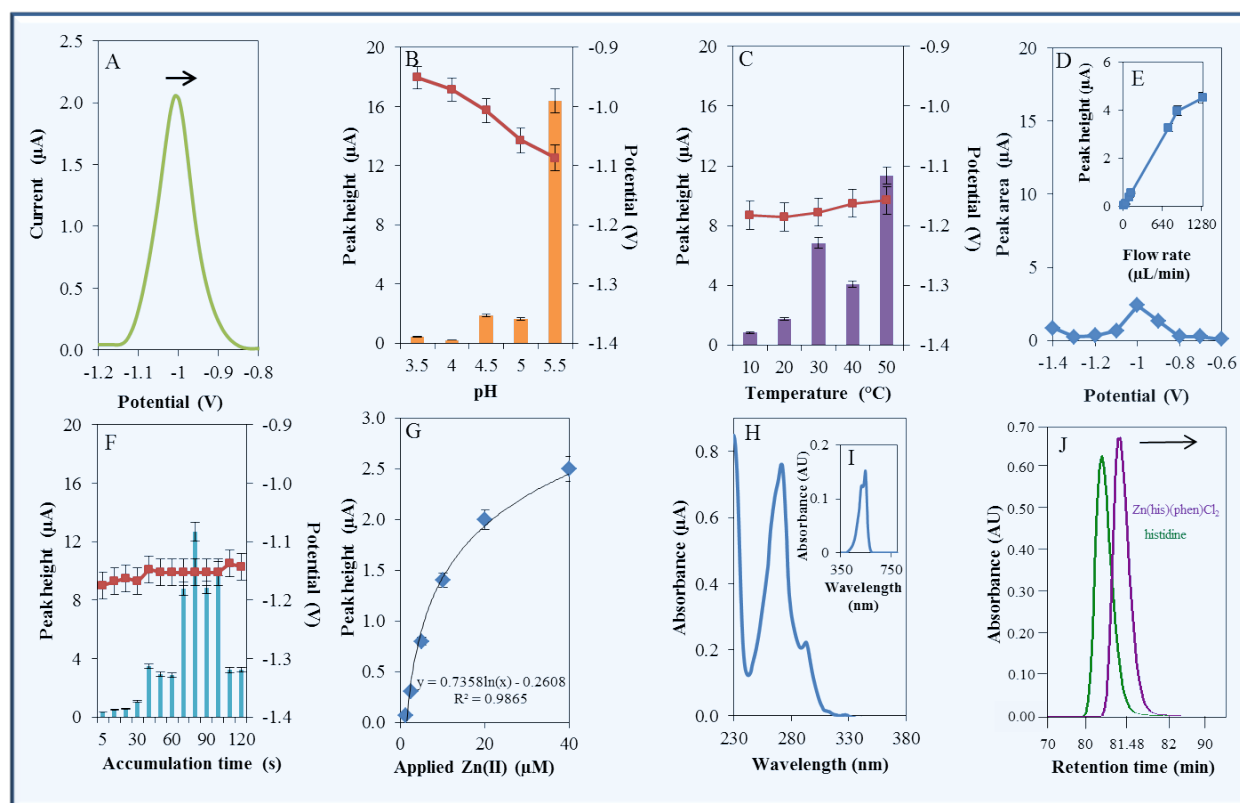 A
2.5
2.0
1.5
1.0
0.5
0.0
Current (µA)
-1.2
-1
-0.8
Potential (V)
B
20
16
12
8
4
0
Peak height (µA)
-0.9
-1.0
-1.1
-1.2
-1.3
-1.4
Potential (V)
3.5
4
4.5
5
5.5
pH
C
20
16
12
8
4
0
Peak height (µA)
-0.9
-1.0
-1.1
-1.2
-1.3
-1.4
Potential (V)
10
20
30
40
50
Temperature (°C)
D
20
15
10
5
0
Peak area (µA)
-1.4
-1.2
-1
-0.8
-0.6
Potential (V)
E
6
4
2
0
Peak height (µA)
0
640
1280
Flow rate
(µL/min)
F
20
16
12
8
4
0
Peak height (µA)
-0.9
-1.0
-1.1
-1.2
-1.3
-1.4
Potential (V)
5
30
60
90
120
Accumulation time (s)
G
3.0
2.5
2.0
1.5
1.0
0.5
0.0
Peak height (µA)
y = 0.7358ln(x) - 0.2608
R² = 0.9865
0
20
40
Applied Zn(II) (µM)
H
0.8
0.6
0.4
0.2
0
Absorbance (µA)
230
280
330
380
Wavelength (nm)
I
0.2
0.1
0
Absorbance (AU)
350
750
Wavelength
(nm)
J
0.70
0.60
0.50
0.40
0.30
0.20
0.10
0.00
Absorbance (AU)
Zn(his)(phen)Cl₂
histidine
70
80
81.48
82
90
Retention time (min)